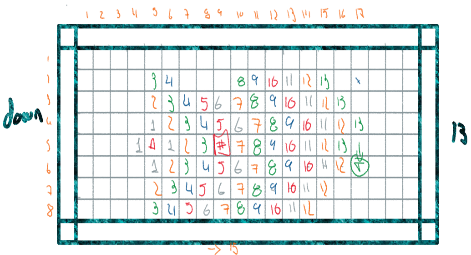 1 2 3 4 5 6 7 8 9 10 11 12 13 14 15 16 17
1
3 4 8 9 10 11 12 13
3 2 3 4 5 6 7 8 9 10 11 12 13
down 4 1 2 3 4 5 6 7 8 9 10 11 12 13
5 1 A 1 2 3 # 7 8 9 10 11 12 13 13
6 1 2 3 4 5 6 7 8 9 10 11 12
7 2 3 4 5 6 7 8 9 10 11 12
8 3 4 5 6 7 8 9 10 11 12
→ 15